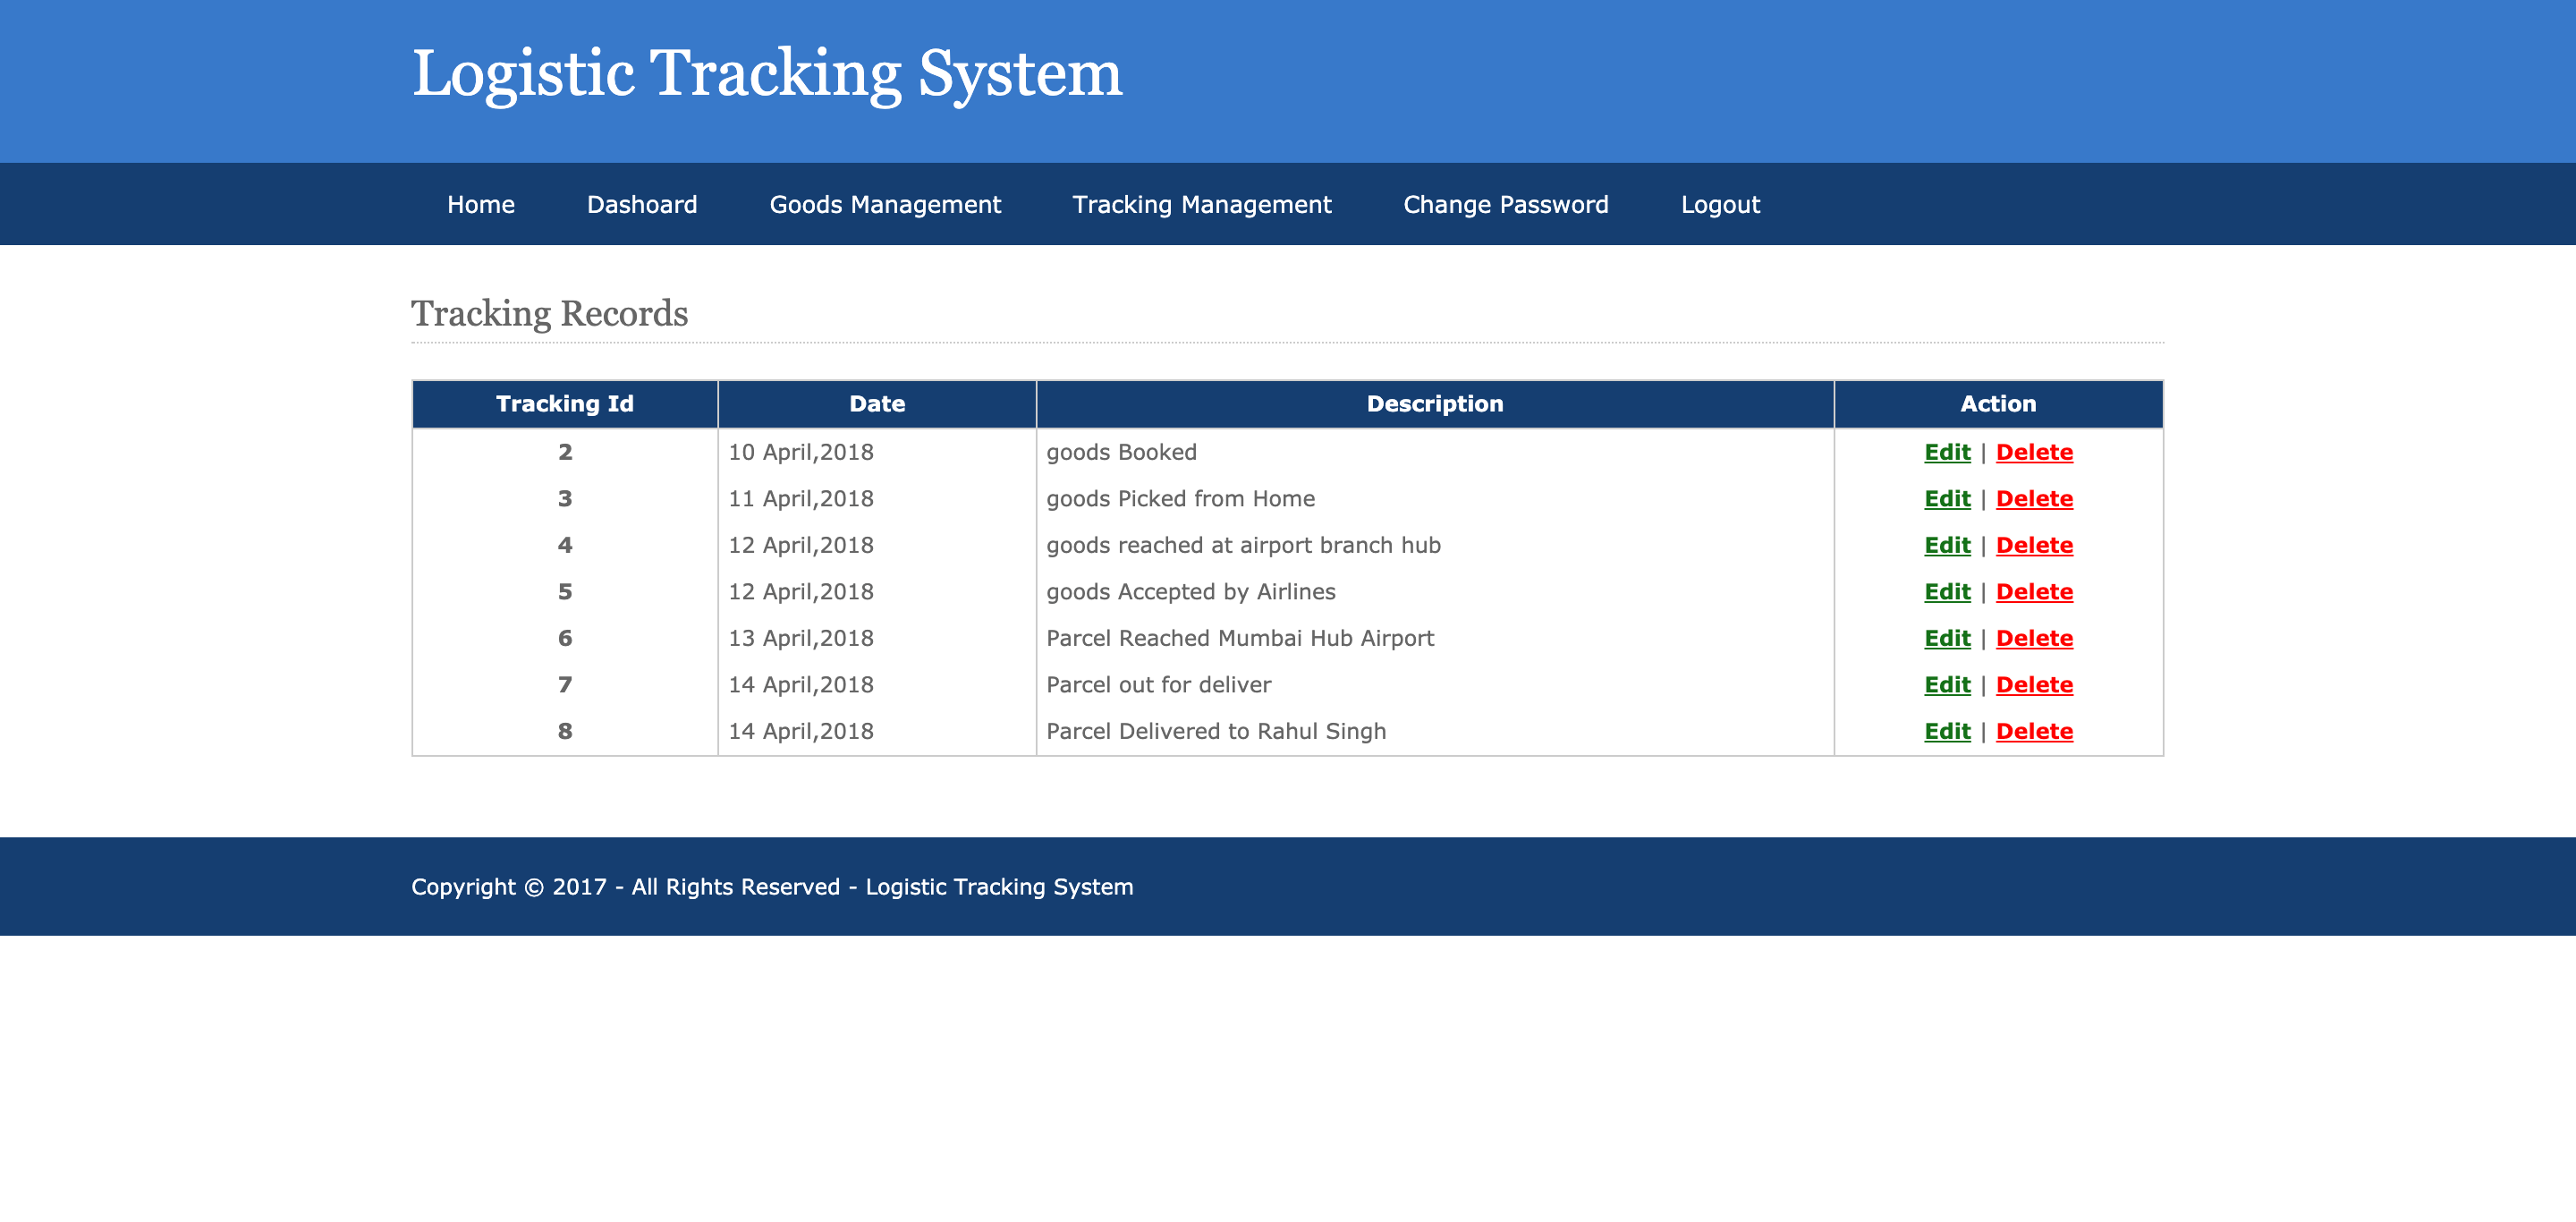 Logistic Tracking System
Home Dashoard Goods Management Tracking Management Change Password Logout
Tracking Records
Tracking Id Date Description Action
2 10 April,2018 goods Booked Edit | Delete
3 11 April,2018 goods Picked from Home Edit | Delete
4 12 April,2018 goods reached at airport branch hub Edit | Delete
5 12 April,2018 goods Accepted by Airlines Edit | Delete
6 13 April,2018 Parcel Reached Mumbai Hub Airport Edit | Delete
7 14 April,2018 Parcel out for deliver Edit | Delete
8 14 April,2018 Parcel Delivered to Rahul Singh Edit | Delete
Copyright © 2017 - All Rights Reserved - Logistic Tracking System